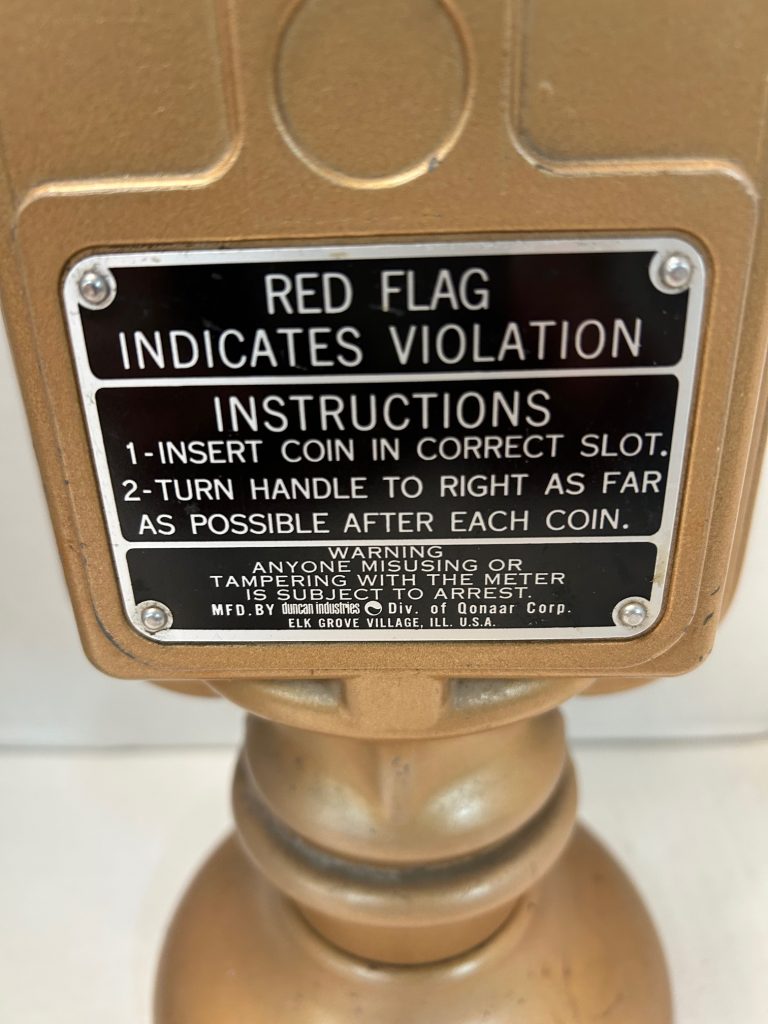 RED FLAG
INDICATES VIOLATION
INSTRUCTIONS
1-INSERT COIN IN CORRECT SLOT.
2-TURN HANDLE TO RIGHT AS FAR
AS POSSIBLE AFTER EACH COIN.
WARNING
ANYONE MISUSING OR
TAMPERING WITH THE METER
IS SUBJECT TO ARREST.
MFD.BY duncan industries Div. of Qonaar Corp.
ELK GROVE VILLAGE, ILL. U.S.A.